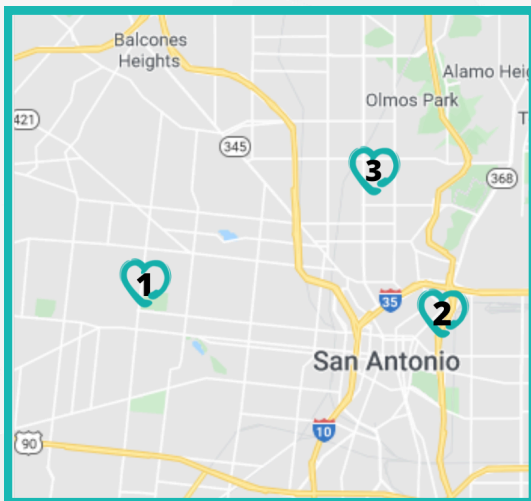 Balcones
Heights
Alamo Heig
Olmos Park
421
T
345
3
368
1
35
2
San Antonio
10
90